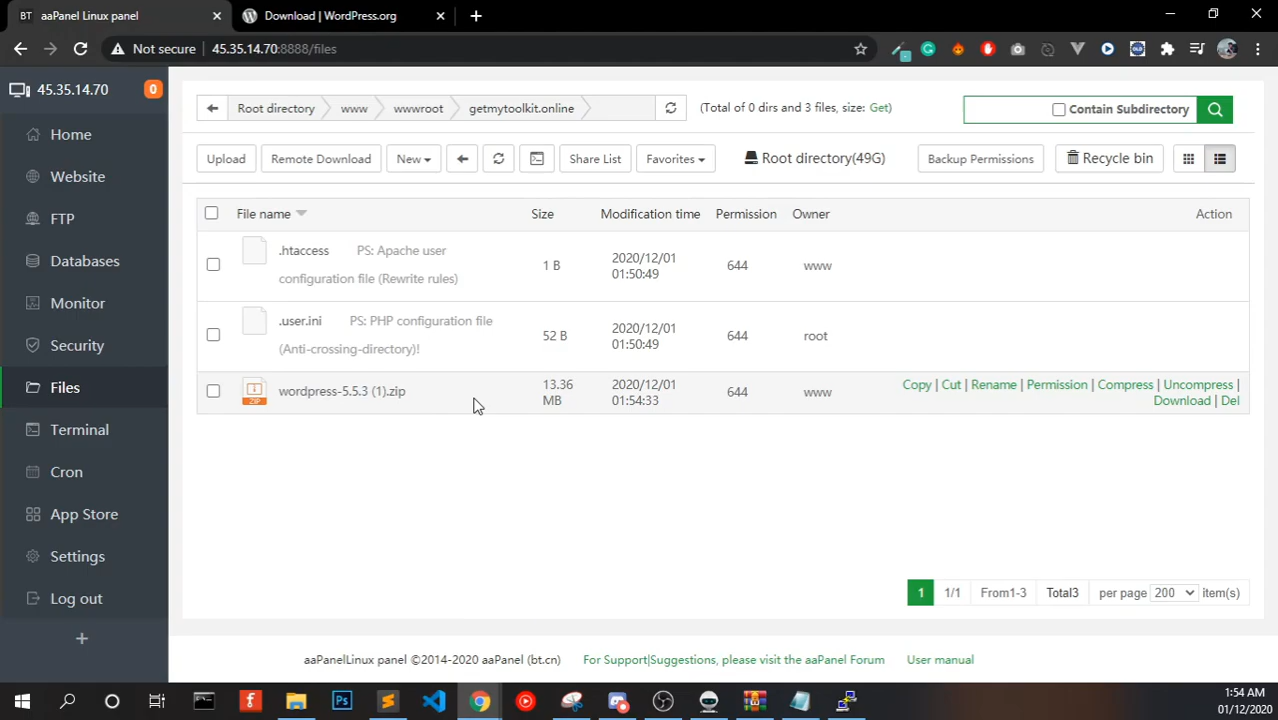 BT aaPanel Linux panel
Download | WordPress.org
Not secure | 45.35.14.70:8888/files
45.35.14.70 0
Home
Website
FTP
Databases
Monitor
Security
Files
Terminal
Cron
App Store
Settings
Log out
Root directory www wwwroot getmytoolkit.online
(Total of 0 dirs and 3 files, size: Get)
Contain Subdirectory
Upload Remote Download New Share List Favorites Root directory(49G) Backup Permissions Recycle bin
File name Size Modification time Permission Owner Action
.htaccess PS: Apache user
configuration file (Rewrite rules)
1 B
2020/12/01
01:50:49
644 www
.user.ini PS: PHP configuration file
(Anti-crossing-directory)!
52 B
2020/12/01
01:50:49
644 root
ZIP
wordpress-5.5.3 (1).zip
13.36
MB
2020/12/01
01:54:33
644 www
Copy | Cut | Rename | Permission | Compress | Uncompress |
Download | Del
1 1/1 From1-3 Total3 per page 200 item(s)
aaPanelLinux panel ©2014-2020 aaPanel (bt.cn) For Support|Suggestions, please visit the aaPanel Forum User manual
Ps
1:54 AM
01/12/2020